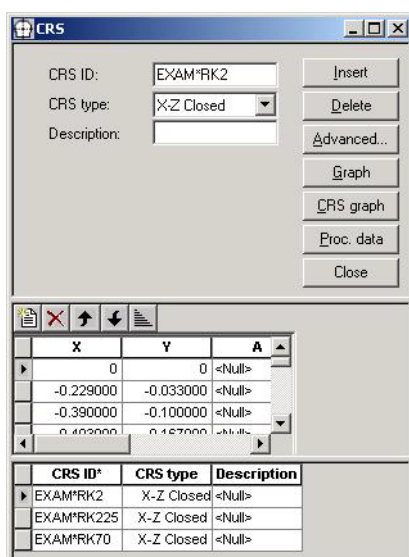 CRS
CRS ID: EXAM*RK2 Insert
CRS type: X-Z Closed Delete
Description: Advanced...
Graph
CRS graph
Proc. data
Close
X Y A
0 0 <Null>
-0.229000 -0.033000 <Null>
-0.390000 -0.100000 <Null>
CRS ID* CRS type Description
EXAM*RK2 X-Z Closed <Null>
EXAM*RK225 X-Z Closed <Null>
EXAM*RK70 X-Z Closed <Null>